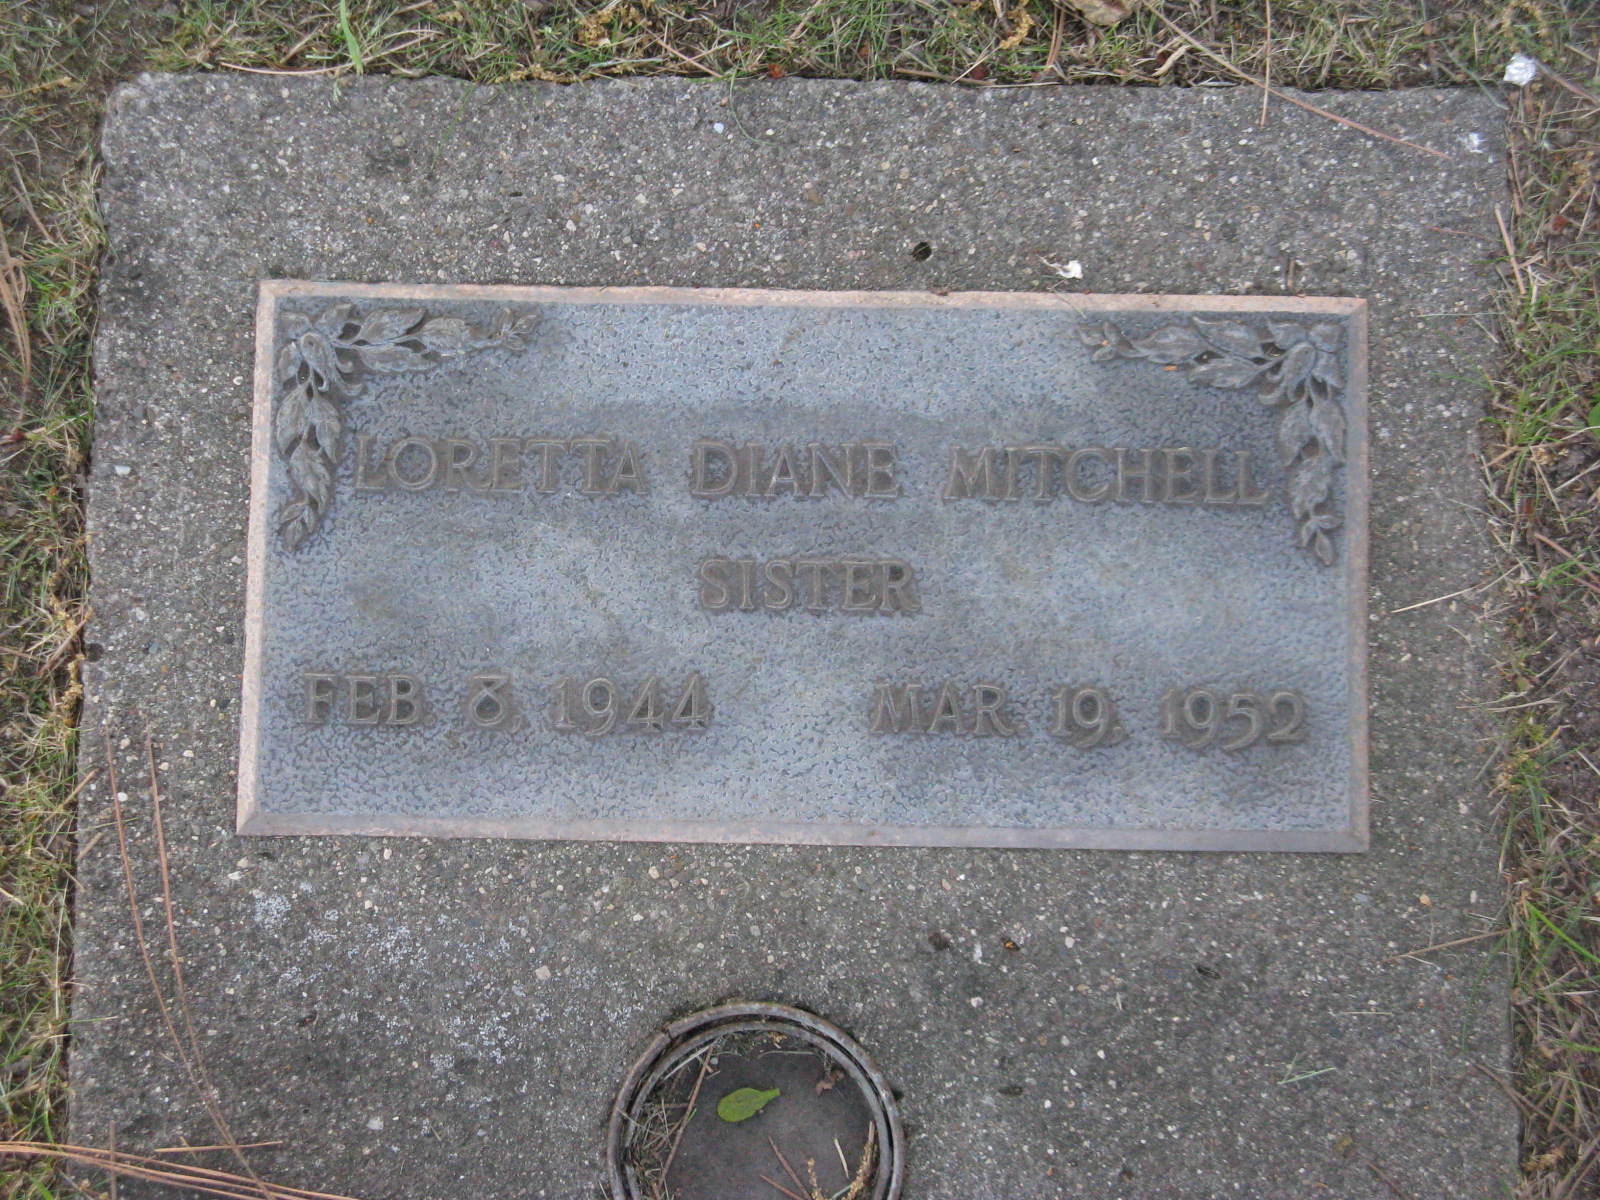 LORETTA DIANE MITCHELL
SISTER
FEB. 8, 1944 MAR. 19, 1952